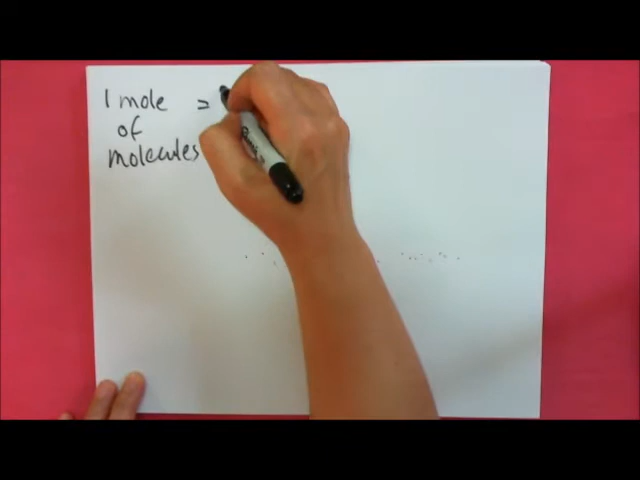 1 mole =
of
molecules